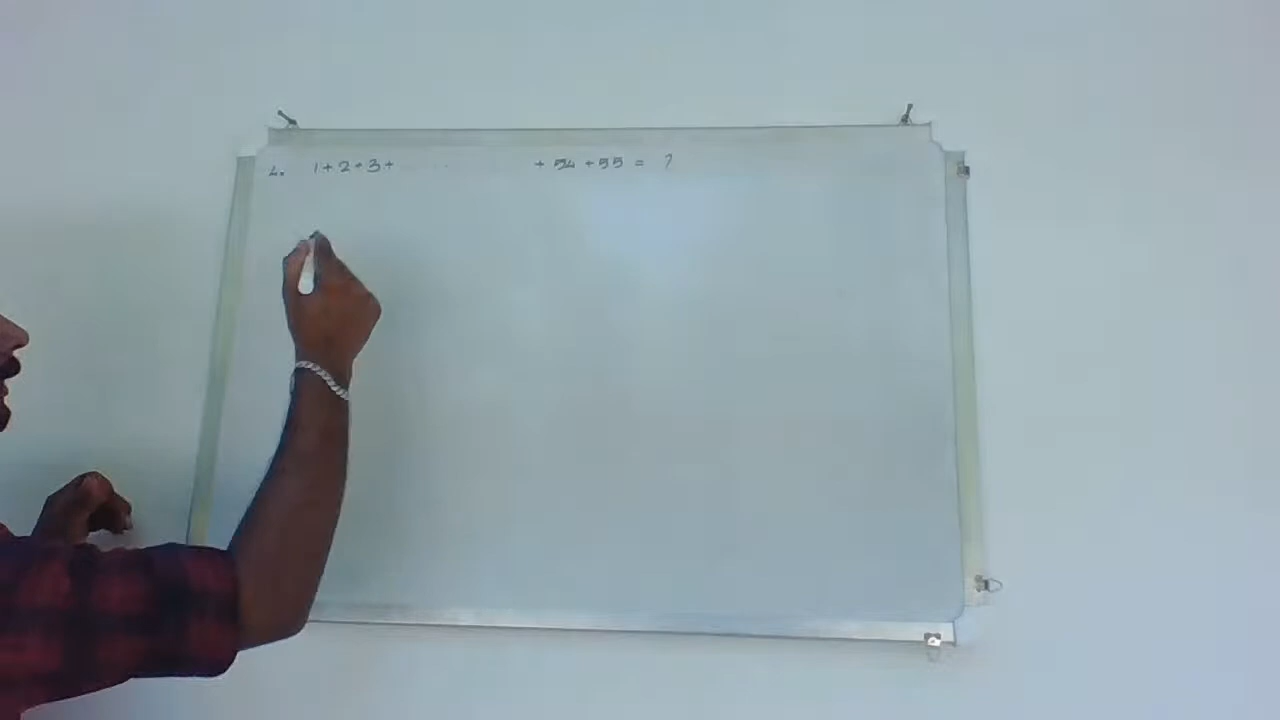 4. 1+2+3+ . . . . +54+55 = ?